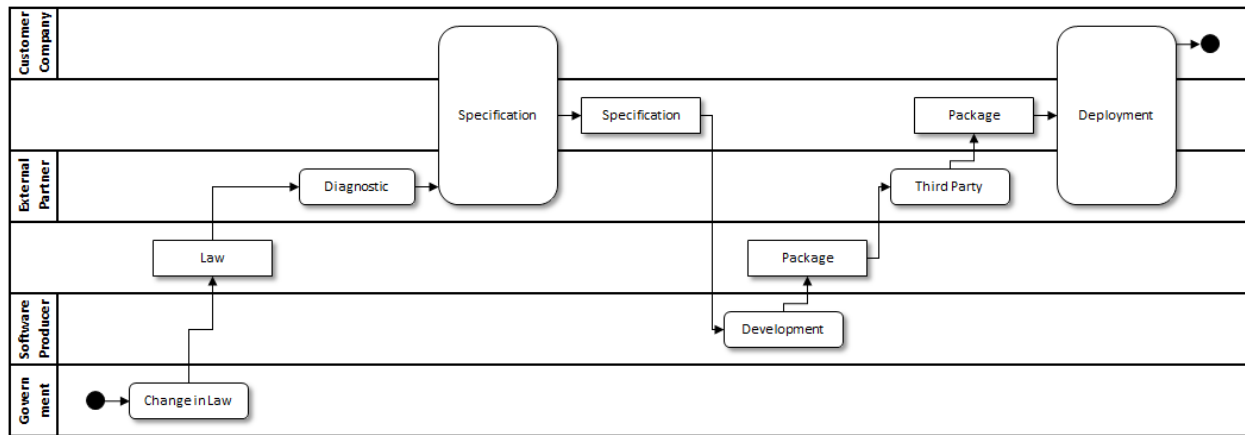 Customer
Company
Specification
Specification
Package
Deployment
External
Partner
Diagnostic
Third Party
Law
Package
Software
Producer
Development
Govern
ment
Change in Law